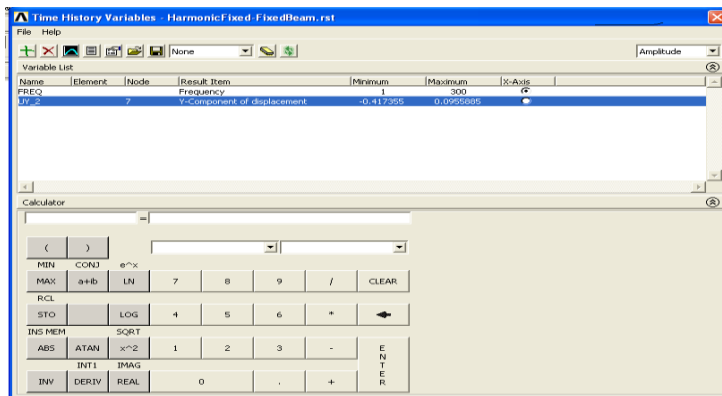 Time History Variables - HarmonicFixed-FixedBeam.rst
File Help
None Amplitude
Variable List
Name Element Node Result Item Minimum Maximum X-Axis
FREQ Frequency 1 300
UY_2 7 Y-Component of displacement -0.417355 0.0955885
Calculator
=
( )
MIN CONJ e^x
MAX a+ib LN 7 8 9 / CLEAR
RCL
STO LOG 4 5 6 *
INS MEM SQRT
ABS ATAN x^2 1 2 3 - ENTER
INT1 IMAG
INV DERIV REAL 0 . +